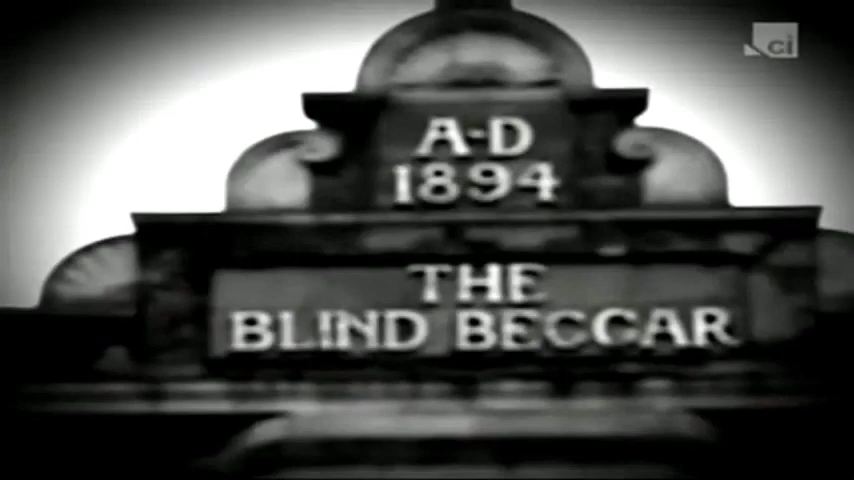 ci
A-D
1894
THE
BLIND BEGGAR